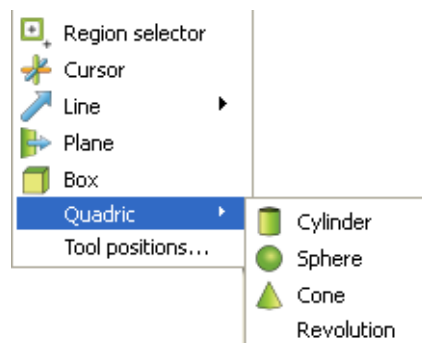 Region selector
Cursor
Line
Plane
Box
Quadric
Tool positions...
Cylinder
Sphere
Cone
Revolution